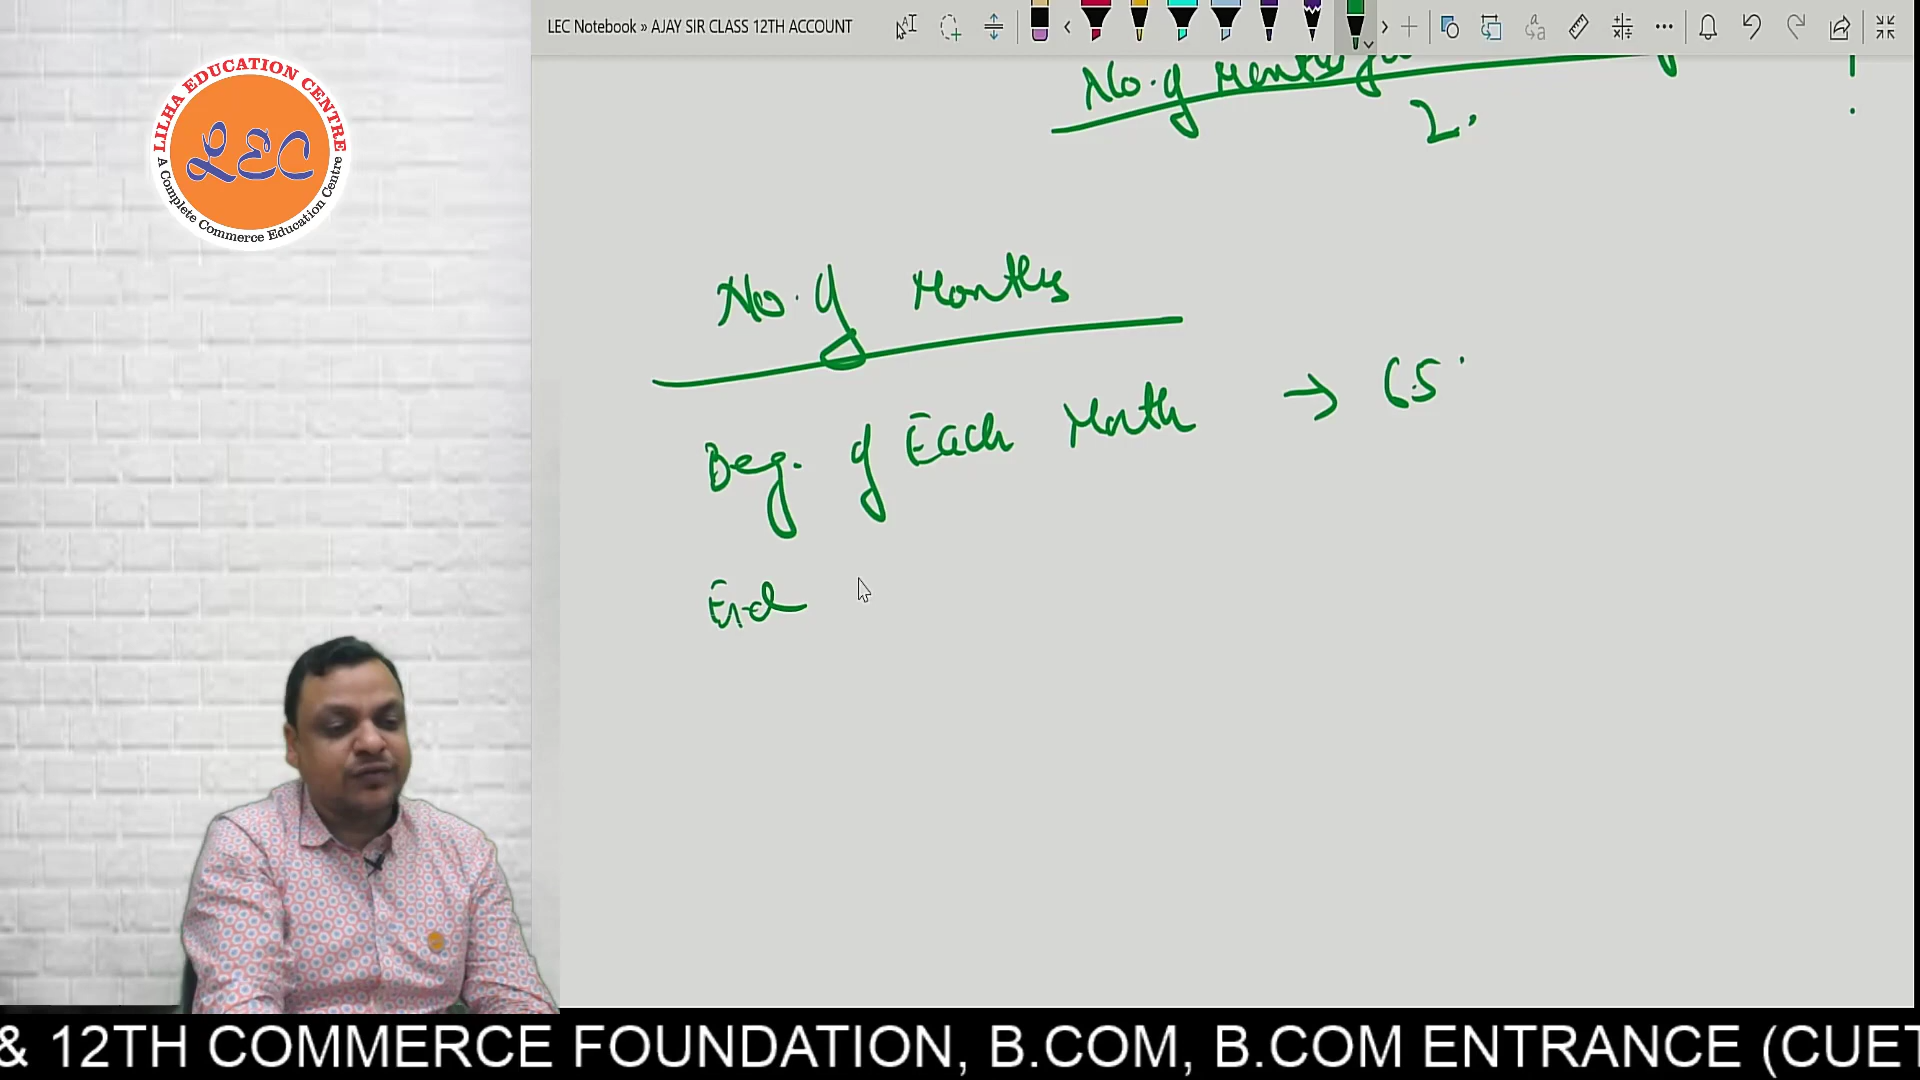 LEC Notebook » AJAY SIR CLASS 12TH ACCOUNT
LILHA EDUCATION CENTRE
LEC
A Complete Commerce Education Centre
No. of Months
2.
No. of Months
Beg. of Each Month → 6.5
End
& 12TH COMMERCE FOUNDATION, B.COM, B.COM ENTRANCE (CUET